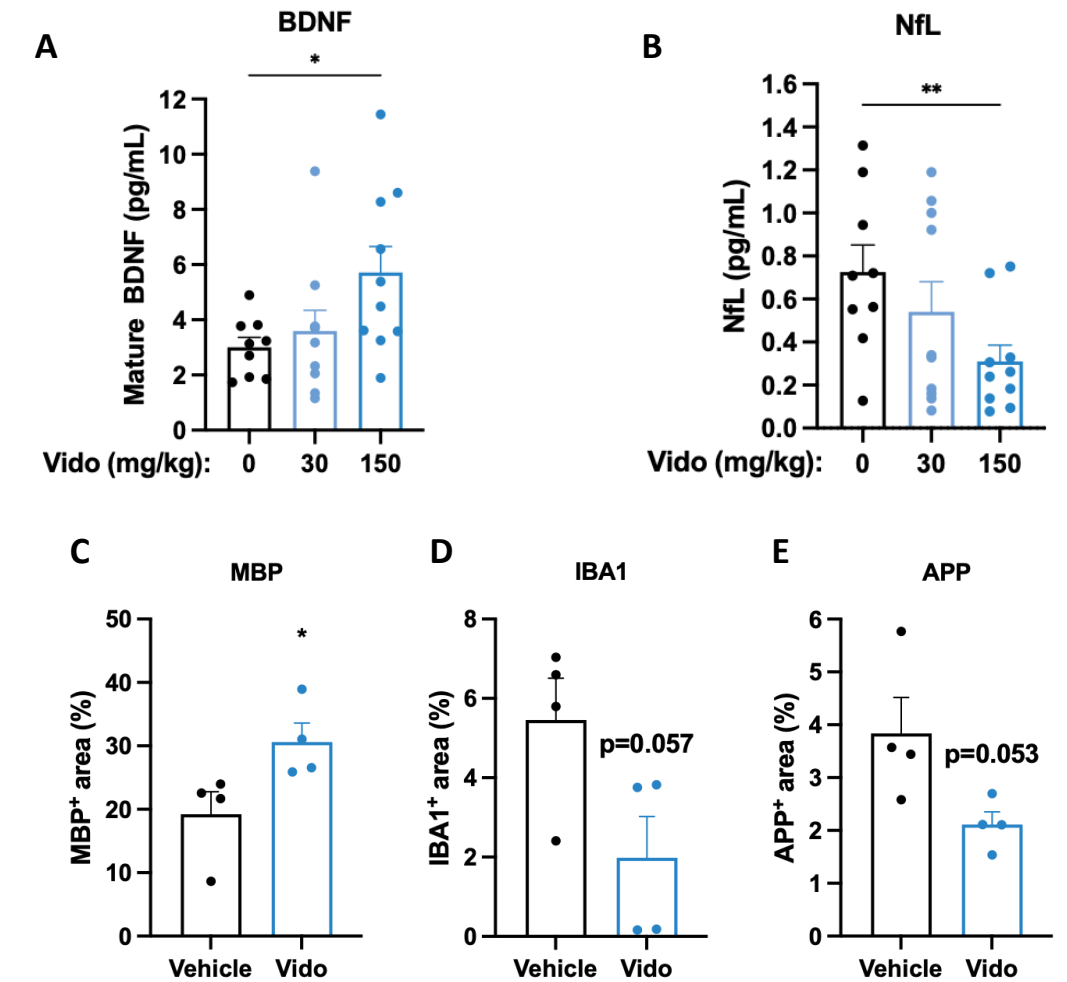 A
BDNF
*
Mature BDNF (pg/mL)
12
10
8
6
4
2
0
Vido (mg/kg): 0 30 150
B
NfL
**
NfL (pg/mL)
1.6
1.4
1.2
1.0
0.8
0.6
0.4
0.2
0.0
Vido (mg/kg): 0 30 150
C
MBP
*
MBP+ area (%)
50
40
30
20
10
0
Vehicle Vido
D
IBA1
IBA1+ area (%)
8
6
4
2
0
p=0.057
Vehicle Vido
E
APP
APP+ area (%)
6
5
4
3
2
1
0
p=0.053
Vehicle Vido